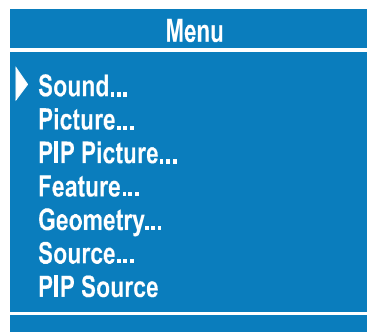 Menu
Sound...
Picture...
PIP Picture...
Feature...
Geometry...
Source...
PIP Source